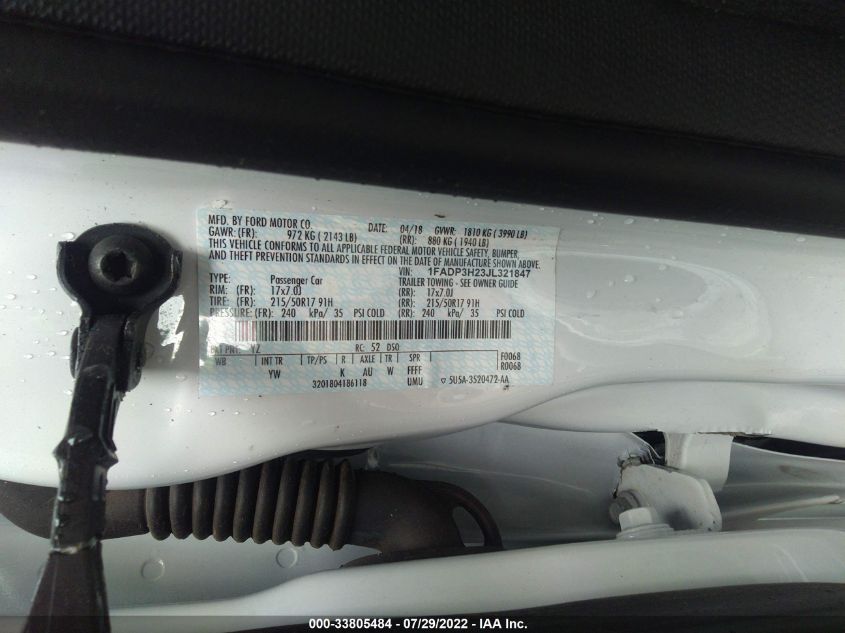 MFD. BY FORD MOTOR CO. DATE: 04/18 GVWR: 1810 KG ( 3990 LB)
GAWR:(FR): 972 KG ( 2143 LB) (RR): 880 KG ( 1940 LB)
THIS VEHICLE CONFORMS TO ALL APPLICABLE FEDERAL MOTOR VEHICLE SAFETY, BUMPER,
AND THEFT PREVENTION STANDARDS IN EFFECT ON THE DATE OF MANUFACTURE SHOWN ABOVE.
VIN: 1FADP3H23JL321847
TYPE: Passenger Car TRAILER TOWING - SEE OWNER GUIDE
RIM: (FR): 17x7.0J (RR): 17x7.0J
TIRE: (FR): 215/50R17 91H (RR): 215/50R17 91H
PRESSURE:(FR): 240 kPa/ 35 PSI COLD (RR): 240 kPa/ 35 PSI COLD
EXT PNT: YZ RC: 52 DSO: F0068
WB INT TR TP/PS R AXLE TR SPR R0068
YW K AU W FFFF
3201804186118 UMU ▽ 5USA-3520472-AA
000-33805484 / 07/29/2022 - IAA Inc.